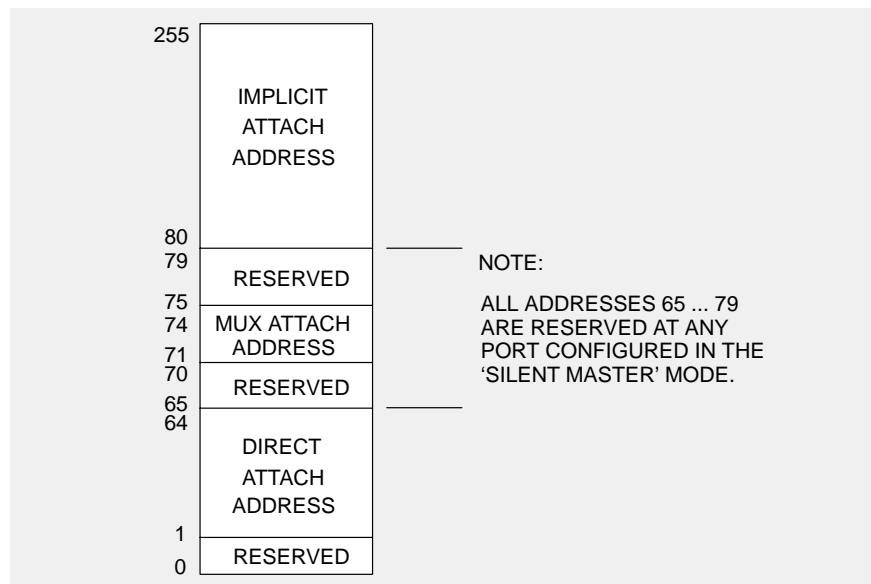 255
IMPLICIT
ATTACH
ADDRESS
80
79
RESERVED
75
74
MUX ATTACH
ADDRESS
71
70
RESERVED
65
64
DIRECT
ATTACH
ADDRESS
1
RESERVED
0
NOTE:
ALL ADDRESSES 65 ... 79
ARE RESERVED AT ANY
PORT CONFIGURED IN THE
‘SILENT MASTER’ MODE.